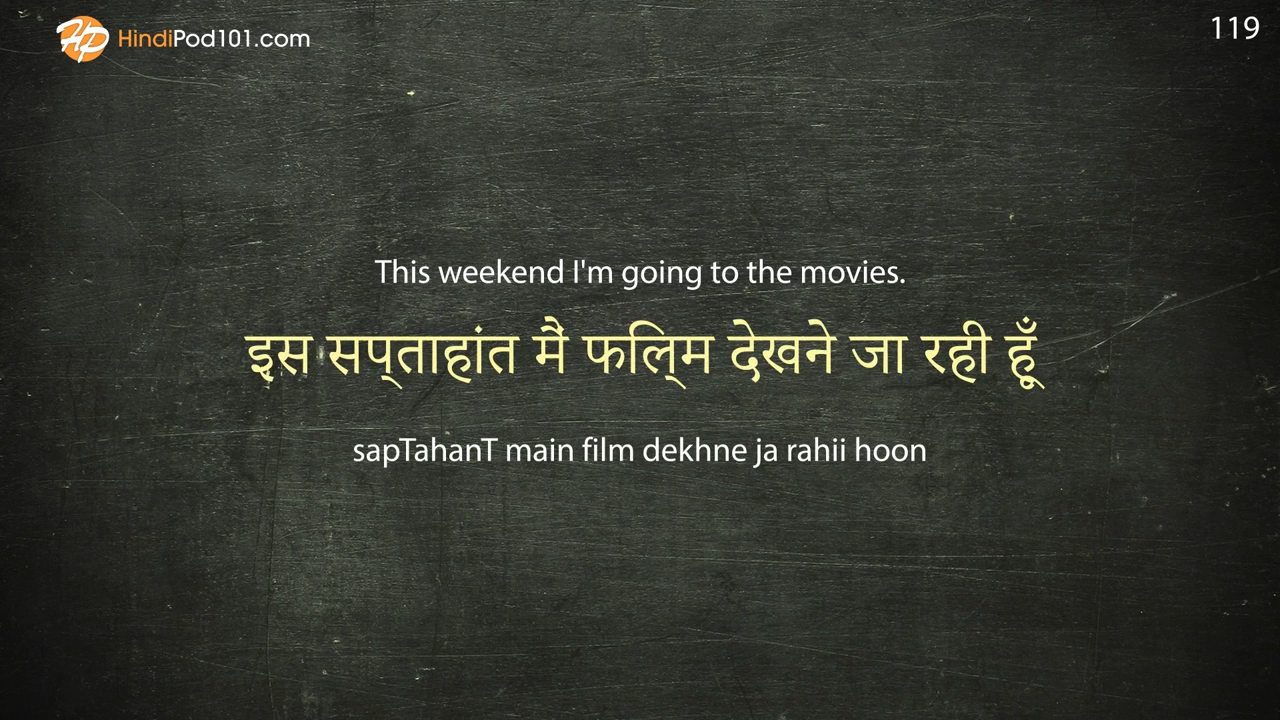 HP HindiPod101.com
119
This weekend I'm going to the movies.
इस सप्ताहांत मैं फिल्म देखने जा रही हूँ
sapTahanT main film dekhne ja rahii hoon